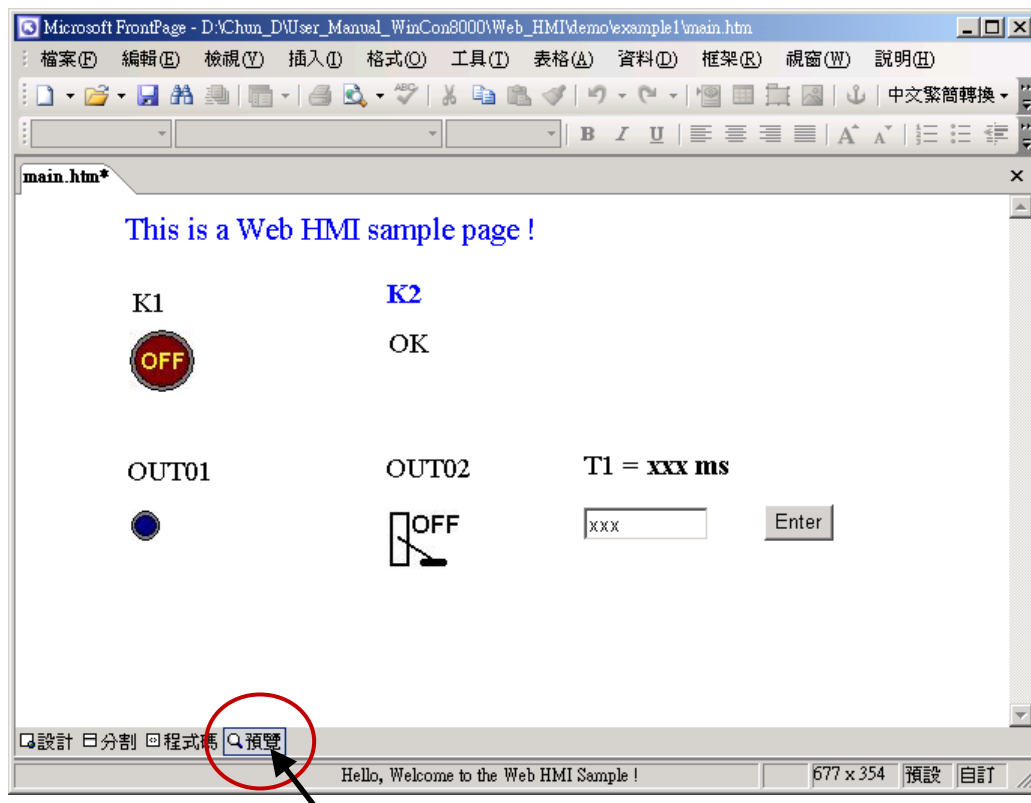 Microsoft FrontPage - D:\Chun_D\User_Manual_WinCon8000\Web_HMI\demo\example1\main.htm
檔案(F) 編輯(E) 檢視(V) 插入(I) 格式(O) 工具(T) 表格(A) 資料(D) 框架(R) 視窗(W) 說明(H)
ABC 中文繁簡轉換
B I U A A
main.htm*
This is a Web HMI sample page !
K1 K2
OFF OK
OUT01 OUT02 T1 = xxx ms
OFF xxx Enter
設計 分割 程式碼 預覽
Hello, Welcome to the Web HMI Sample ! 677 x 354 預設 自訂